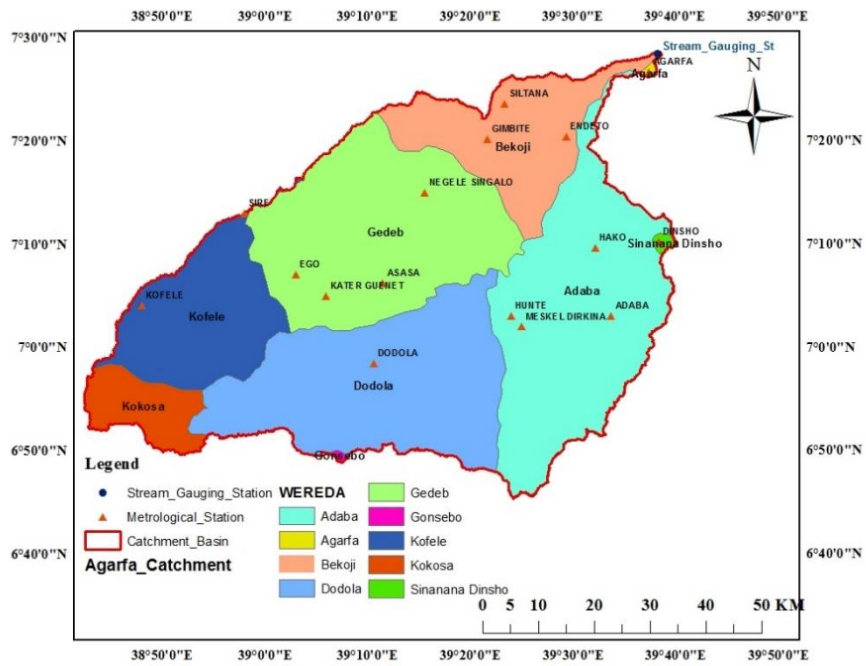 38°50'0"E 39°0'0"E 39°10'0"E 39°20'0"E 39°30'0"E 39°40'0"E 39°50'0"E
7°30'0"N
Stream_Gauging_St
AGARFA
Agarfa
N
SILTANA
7°20'0"N GIMBITE ENDETO 7°20'0"N
Bekoji
NEGELE SINGALO
SIRE
Gedeb
DINSHO
7°10'0"N HAKO Sinanana Dinsho 7°10'0"N
EGO ASASA
KATER GUENET Adaba
KOFELE HUNTE ADABA
Kofele MESKEL DIRKINA
7°0'0"N 7°0'0"N
DODOLA
Dodola
Kokosa
6°50'0"N Gonsebo 6°50'0"N
Legend
Stream_Gauging_Station WEREDA Gedeb
Metrological_Station Adaba Gonsebo
Catchment_Basin Agarfa Kofele
6°40'0"N 6°40'0"N
Agarfa_Catchment Bekoji Kokosa
Dodola Sinanana Dinsho
0 5 10 20 30 40 50 KM
38°50'0"E 39°0'0"E 39°10'0"E 39°20'0"E 39°30'0"E 39°40'0"E 39°50'0"E